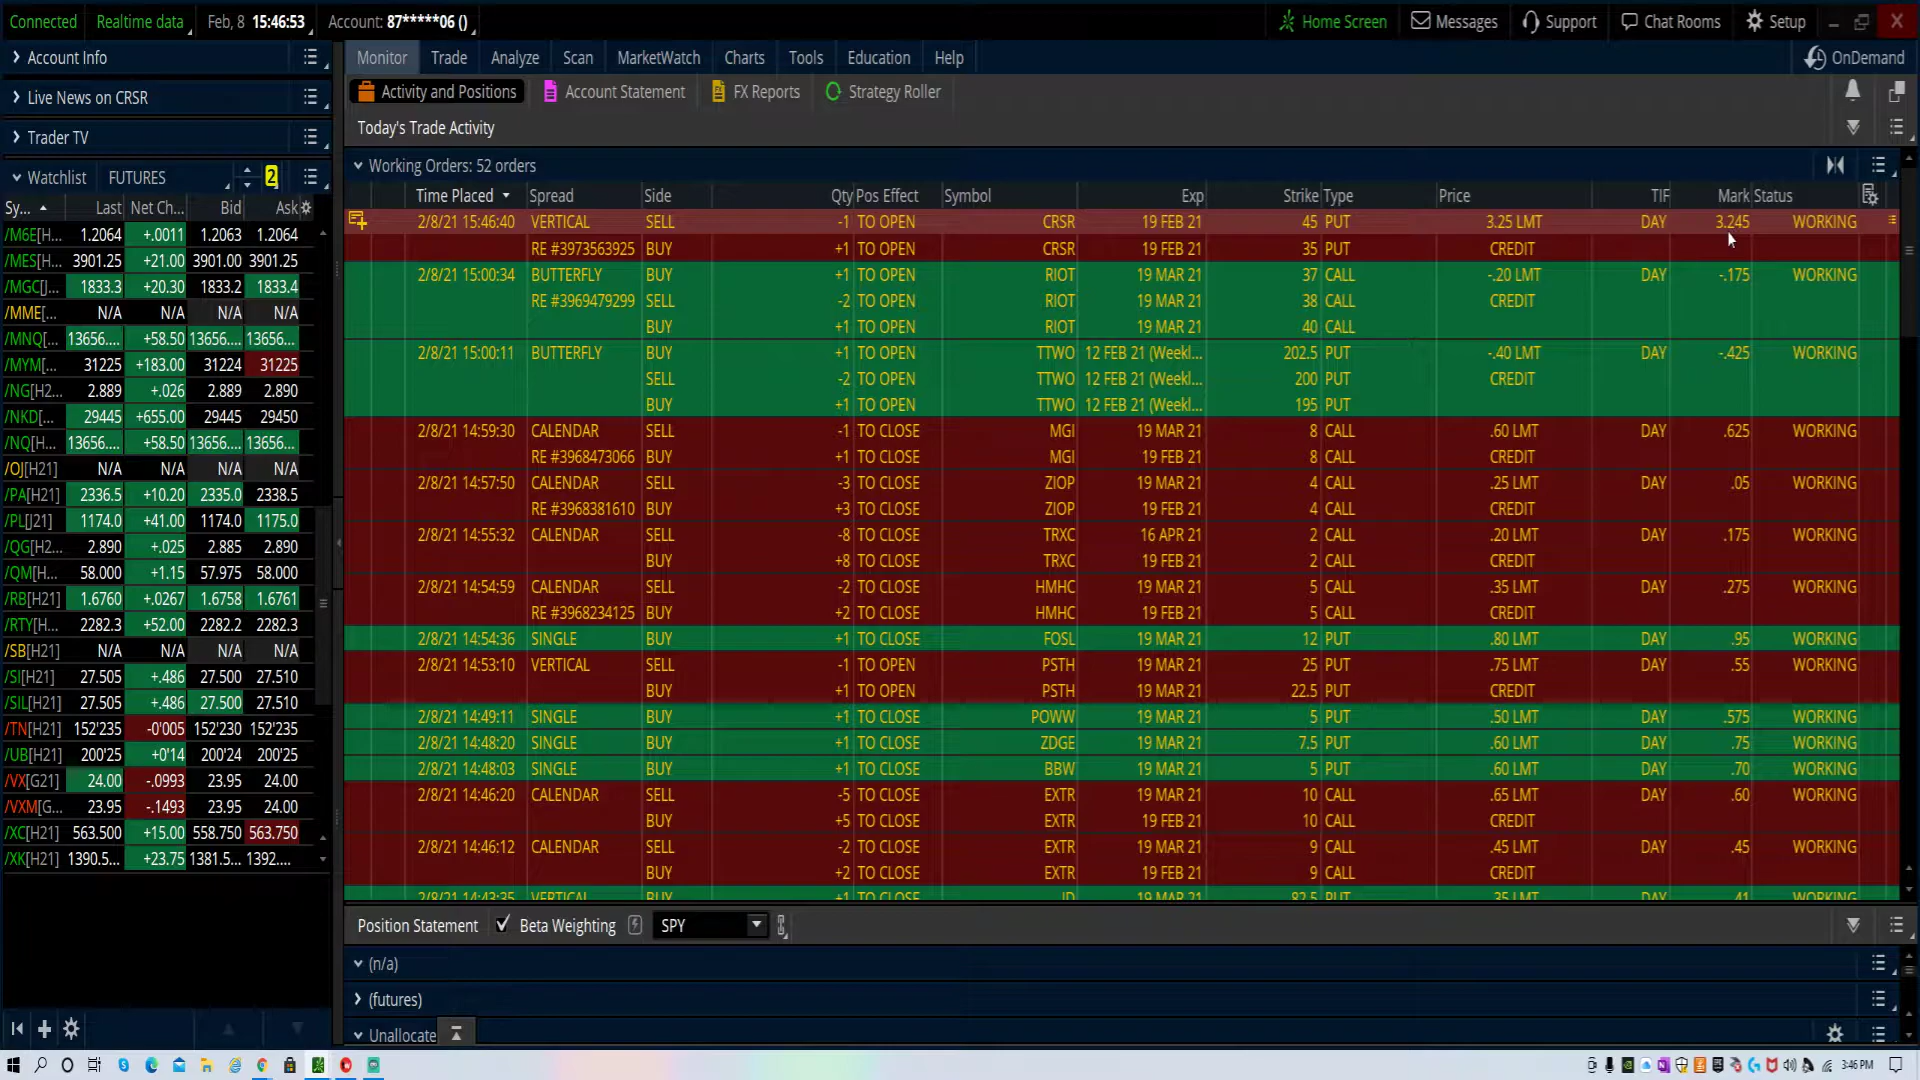 Connected Realtime data Feb, 8 15:46:53 Account: 87*****06 () Home Screen Messages Support Chat Rooms Setup
Account Info
Live News on CRSR
Trader TV
Watchlist FUTURES 2
Sy... Last Net Ch... Bid Ask
/M6E[H... 1.2064 +.0011 1.2063 1.2064
/MES[H... 3901.25 +21.00 3901.00 3901.25
/MGC[J... 1833.3 +20.30 1833.2 1833.4
/MME[... N/A N/A N/A N/A
/MNQ[... 13656.... +58.50 13656.... 13656...
/MYM[... 31225 +183.00 31224 31225
/NG[H2... 2.889 +.026 2.889 2.890
/NKD[... 29445 +655.00 29445 29450
/NQ[H... 13656.... +58.50 13656.... 13656...
/OJ[H21] N/A N/A N/A N/A
/PA[H21] 2336.5 +10.20 2335.0 2338.5
/PL[J21] 1174.0 +41.00 1174.0 1175.0
/QG[H2... 2.890 +.025 2.885 2.890
/QM[H... 58.000 +1.15 57.975 58.000
/RB[H21] 1.6760 +.0267 1.6758 1.6761
/RTY[H... 2282.3 +52.00 2282.2 2282.3
/SB[H21] N/A N/A N/A N/A
/SI[H21] 27.505 +.486 27.500 27.510
/SIL[H21] 27.505 +.486 27.500 27.510
/TN[H21] 152'235 -0'005 152'230 152'235
/UB[H21] 200'25 +0'14 200'24 200'25
/VX[G21] 24.00 -.0993 23.95 24.00
/VXM[G... 23.95 -.1493 23.95 24.00
/XC[H21] 563.500 +15.00 558.750 563.750
/XK[H21] 1390.5... +23.75 1381.5... 1392....
Monitor Trade Analyze Scan MarketWatch Charts Tools Education Help OnDemand
Activity and Positions Account Statement FX Reports Strategy Roller
Today's Trade Activity
Working Orders: 52 orders
Time Placed Spread Side Qty Pos Effect Symbol Exp Strike Type Price TIF Mark Status
2/8/21 15:46:40 VERTICAL SELL -1 TO OPEN CRSR 19 FEB 21 45 PUT 3.25 LMT DAY 3.245 WORKING
RE #3973563925 BUY +1 TO OPEN CRSR 19 FEB 21 35 PUT CREDIT
2/8/21 15:00:34 BUTTERFLY BUY +1 TO OPEN RIOT 19 MAR 21 37 CALL -.20 LMT DAY -.175 WORKING
RE #3969479299 SELL -2 TO OPEN RIOT 19 MAR 21 38 CALL CREDIT
BUY +1 TO OPEN RIOT 19 MAR 21 40 CALL
2/8/21 15:00:11 BUTTERFLY BUY +1 TO OPEN TTWO 12 FEB 21 (Weekl... 202.5 PUT -.40 LMT DAY -.425 WORKING
SELL -2 TO OPEN TTWO 12 FEB 21 (Weekl... 200 PUT CREDIT
BUY +1 TO OPEN TTWO 12 FEB 21 (Weekl... 195 PUT
2/8/21 14:59:30 CALENDAR SELL -1 TO CLOSE MGI 19 MAR 21 8 CALL .60 LMT DAY .625 WORKING
RE #3968473066 BUY +1 TO CLOSE MGI 19 FEB 21 8 CALL CREDIT
2/8/21 14:57:50 CALENDAR SELL -3 TO CLOSE ZIOP 19 MAR 21 4 CALL .25 LMT DAY .05 WORKING
RE #3968381610 BUY +3 TO CLOSE ZIOP 19 FEB 21 4 CALL CREDIT
2/8/21 14:55:32 CALENDAR SELL -8 TO CLOSE TRXC 16 APR 21 2 CALL .20 LMT DAY .175 WORKING
BUY +8 TO CLOSE TRXC 19 FEB 21 2 CALL CREDIT
2/8/21 14:54:59 CALENDAR SELL -2 TO CLOSE HMHC 19 MAR 21 5 CALL .35 LMT DAY .275 WORKING
RE #3968234125 BUY +2 TO CLOSE HMHC 19 FEB 21 5 CALL CREDIT
2/8/21 14:54:36 SINGLE BUY +1 TO CLOSE FOSL 19 MAR 21 12 PUT .80 LMT DAY .95 WORKING
2/8/21 14:53:10 VERTICAL SELL -1 TO OPEN PSTH 19 MAR 21 25 PUT .75 LMT DAY .55 WORKING
BUY +1 TO OPEN PSTH 19 MAR 21 22.5 PUT CREDIT
2/8/21 14:49:11 SINGLE BUY +1 TO CLOSE POWW 19 MAR 21 5 PUT .50 LMT DAY .575 WORKING
2/8/21 14:48:20 SINGLE BUY +1 TO CLOSE ZDGE 19 MAR 21 7.5 PUT .60 LMT DAY .75 WORKING
2/8/21 14:48:03 SINGLE BUY +1 TO CLOSE BBW 19 MAR 21 5 PUT .60 LMT DAY .70 WORKING
2/8/21 14:46:20 CALENDAR SELL -5 TO CLOSE EXTR 19 MAR 21 10 CALL .65 LMT DAY .60 WORKING
BUY +5 TO CLOSE EXTR 19 FEB 21 10 CALL CREDIT
2/8/21 14:46:12 CALENDAR SELL -2 TO CLOSE EXTR 19 MAR 21 9 CALL .45 LMT DAY .45 WORKING
BUY +2 TO CLOSE EXTR 19 FEB 21 9 CALL CREDIT
2/8/21 14:43:35 VERTICAL BUY +1 TO CLOSE JD 19 MAR 21 82.5 PUT .35 LMT DAY .41 WORKING
Position Statement Beta Weighting SPY
(n/a)
(futures)
Unallocate
3:46 PM